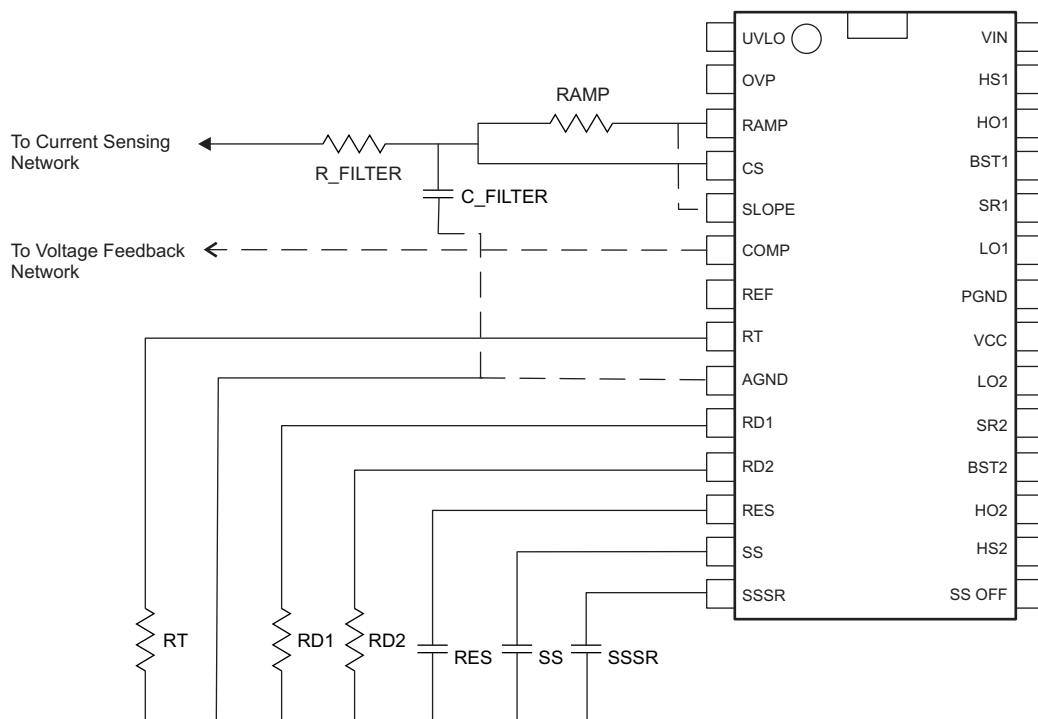 UVLO
VIN
OVP
HS1
RAMP
RAMP
HO1
To Current Sensing
Network
R_FILTER
CS
BST1
C_FILTER
SLOPE
SR1
To Voltage Feedback
Network
COMP
LO1
REF
PGND
RT
VCC
AGND
LO2
RD1
SR2
RD2
BST2
RES
HO2
SS
HS2
SSSR
SS OFF
RT
RD1
RD2
RES
SS
SSSR